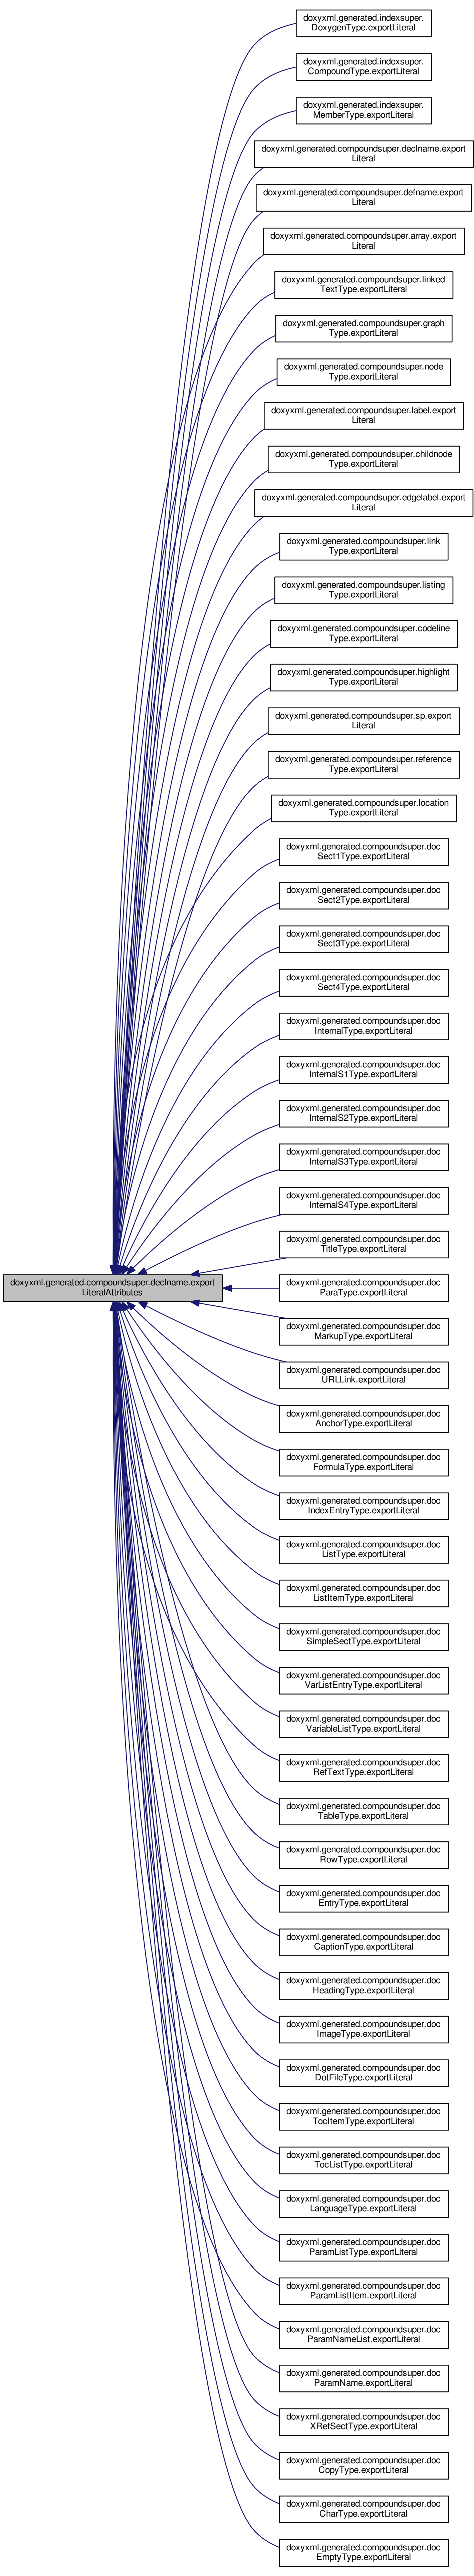 doxyxml.generated.indexsuper.
DoxygenType.exportLiteral
doxyxml.generated.indexsuper.
CompoundType.exportLiteral
doxyxml.generated.indexsuper.
MemberType.exportLiteral
doxyxml.generated.compoundsuper.declname.export
Literal
doxyxml.generated.compoundsuper.defname.export
Literal
doxyxml.generated.compoundsuper.array.export
Literal
doxyxml.generated.compoundsuper.linked
TextType.exportLiteral
doxyxml.generated.compoundsuper.graph
Type.exportLiteral
doxyxml.generated.compoundsuper.node
Type.exportLiteral
doxyxml.generated.compoundsuper.label.export
Literal
doxyxml.generated.compoundsuper.childnode
Type.exportLiteral
doxyxml.generated.compoundsuper.edgelabel.export
Literal
doxyxml.generated.compoundsuper.link
Type.exportLiteral
doxyxml.generated.compoundsuper.listing
Type.exportLiteral
doxyxml.generated.compoundsuper.codeline
Type.exportLiteral
doxyxml.generated.compoundsuper.highlight
Type.exportLiteral
doxyxml.generated.compoundsuper.sp.export
Literal
doxyxml.generated.compoundsuper.reference
Type.exportLiteral
doxyxml.generated.compoundsuper.location
Type.exportLiteral
doxyxml.generated.compoundsuper.doc
Sect1Type.exportLiteral
doxyxml.generated.compoundsuper.doc
Sect2Type.exportLiteral
doxyxml.generated.compoundsuper.doc
Sect3Type.exportLiteral
doxyxml.generated.compoundsuper.doc
Sect4Type.exportLiteral
doxyxml.generated.compoundsuper.doc
InternalType.exportLiteral
doxyxml.generated.compoundsuper.doc
InternalS1Type.exportLiteral
doxyxml.generated.compoundsuper.doc
InternalS2Type.exportLiteral
doxyxml.generated.compoundsuper.doc
InternalS3Type.exportLiteral
doxyxml.generated.compoundsuper.doc
InternalS4Type.exportLiteral
doxyxml.generated.compoundsuper.doc
TitleType.exportLiteral
doxyxml.generated.compoundsuper.declname.export
LiteralAttributes
doxyxml.generated.compoundsuper.doc
ParaType.exportLiteral
doxyxml.generated.compoundsuper.doc
MarkupType.exportLiteral
doxyxml.generated.compoundsuper.doc
URLLink.exportLiteral
doxyxml.generated.compoundsuper.doc
AnchorType.exportLiteral
doxyxml.generated.compoundsuper.doc
FormulaType.exportLiteral
doxyxml.generated.compoundsuper.doc
IndexEntryType.exportLiteral
doxyxml.generated.compoundsuper.doc
ListType.exportLiteral
doxyxml.generated.compoundsuper.doc
ListItemType.exportLiteral
doxyxml.generated.compoundsuper.doc
SimpleSectType.exportLiteral
doxyxml.generated.compoundsuper.doc
VarListEntryType.exportLiteral
doxyxml.generated.compoundsuper.doc
VariableListType.exportLiteral
doxyxml.generated.compoundsuper.doc
RefTextType.exportLiteral
doxyxml.generated.compoundsuper.doc
TableType.exportLiteral
doxyxml.generated.compoundsuper.doc
RowType.exportLiteral
doxyxml.generated.compoundsuper.doc
EntryType.exportLiteral
doxyxml.generated.compoundsuper.doc
CaptionType.exportLiteral
doxyxml.generated.compoundsuper.doc
HeadingType.exportLiteral
doxyxml.generated.compoundsuper.doc
ImageType.exportLiteral
doxyxml.generated.compoundsuper.doc
DotFileType.exportLiteral
doxyxml.generated.compoundsuper.doc
TocItemType.exportLiteral
doxyxml.generated.compoundsuper.doc
TocListType.exportLiteral
doxyxml.generated.compoundsuper.doc
LanguageType.exportLiteral
doxyxml.generated.compoundsuper.doc
ParamListType.exportLiteral
doxyxml.generated.compoundsuper.doc
ParamListItem.exportLiteral
doxyxml.generated.compoundsuper.doc
ParamNameList.exportLiteral
doxyxml.generated.compoundsuper.doc
ParamName.exportLiteral
doxyxml.generated.compoundsuper.doc
XRefSectType.exportLiteral
doxyxml.generated.compoundsuper.doc
CopyType.exportLiteral
doxyxml.generated.compoundsuper.doc
CharType.exportLiteral
doxyxml.generated.compoundsuper.doc
EmptyType.exportLiteral